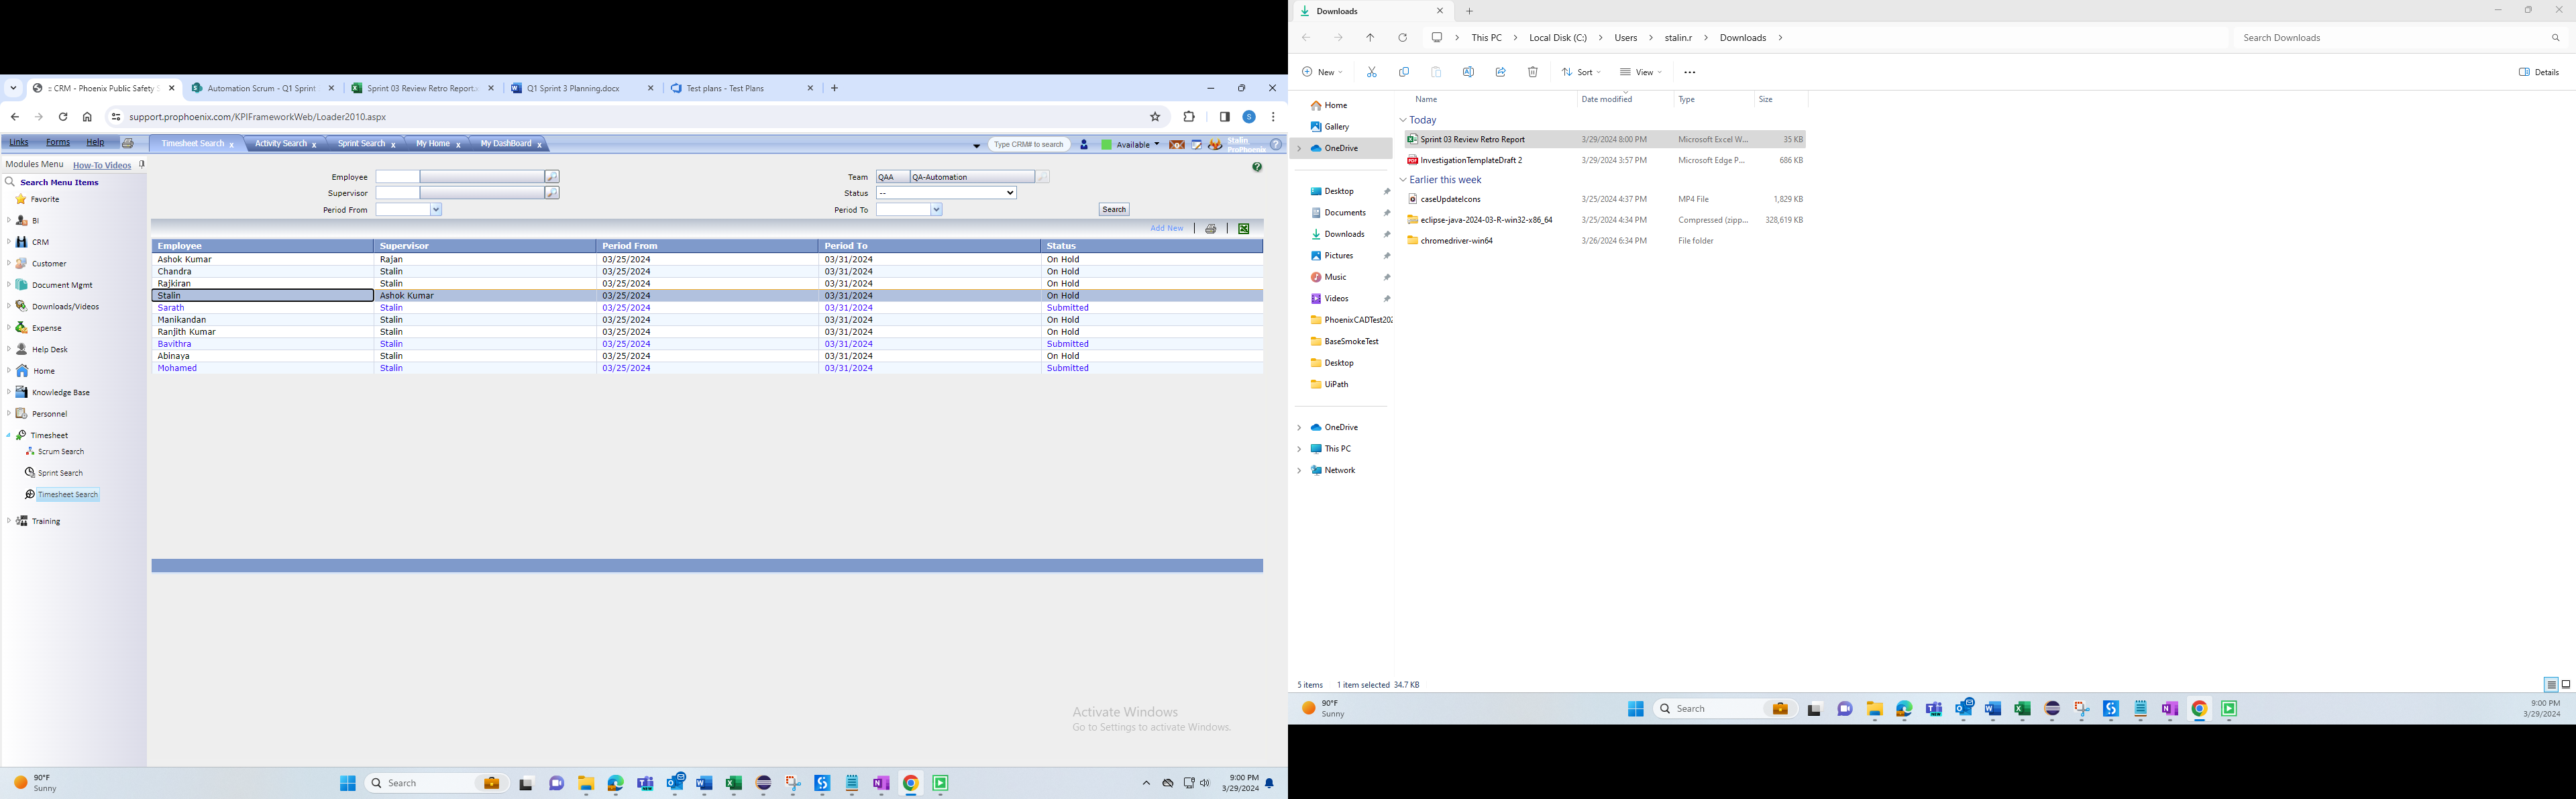 : CRM - Phoenix Public Safety S
Automation Scrum - Q1 Sprint
Sprint 03 Review Retro Report.
Q1 Sprint 3 Planning.docx
Test plans - Test Plans
support.prophoenix.com/KPIFrameworkWeb/Loader2010.aspx
S
Links Forms Help
Timesheet Search x
Activity Search x
Sprint Search x
My Home x
My DashBoard x
Type CRM# to search
Available
Stalin
ProPhoenix
Modules Menu How-To Videos
Search Menu Items
Favorite
BI
CRM
Customer
Document Mgmt
Downloads/Videos
Expense
Help Desk
Home
Knowledge Base
Personnel
Timesheet
Scrum Search
Sprint Search
Timesheet Search
Training
Employee
Team QAA QA-Automation
Supervisor
Status --
Period From
Period To
Search
Add New
Employee Supervisor Period From Period To Status
Ashok Kumar Rajan 03/25/2024 03/31/2024 On Hold
Chandra Stalin 03/25/2024 03/31/2024 On Hold
Rajkiran Stalin 03/25/2024 03/31/2024 On Hold
Stalin Ashok Kumar 03/25/2024 03/31/2024 On Hold
Sarath Stalin 03/25/2024 03/31/2024 Submitted
Manikandan Stalin 03/25/2024 03/31/2024 On Hold
Ranjith Kumar Stalin 03/25/2024 03/31/2024 On Hold
Bavithra Stalin 03/25/2024 03/31/2024 Submitted
Abinaya Stalin 03/25/2024 03/31/2024 On Hold
Mohamed Stalin 03/25/2024 03/31/2024 Submitted
Activate Windows
Go to Settings to activate Windows.
90°F
Sunny
Search
9:00 PM
3/29/2024
Downloads
This PC > Local Disk (C:) > Users > stalin.r > Downloads >
Search Downloads
New
Sort
View
Details
Name Date modified Type Size
Today
Sprint 03 Review Retro Report 3/29/2024 8:00 PM Microsoft Excel W... 35 KB
InvestigationTemplateDraft 2 3/29/2024 3:57 PM Microsoft Edge P... 686 KB
Earlier this week
caseUpdateIcons 3/25/2024 4:37 PM MP4 File 1,829 KB
eclipse-java-2024-03-R-win32-x86_64 3/25/2024 4:34 PM Compressed (zipp... 328,619 KB
chromedriver-win64 3/26/2024 6:34 PM File folder
Home
Gallery
OneDrive
Desktop
Documents
Downloads
Pictures
Music
Videos
PhoenixCADTest202
BaseSmokeTest
Desktop
UiPath
OneDrive
This PC
Network
5 items 1 item selected 34.7 KB
90°F
Sunny
Search
9:00 PM
3/29/2024